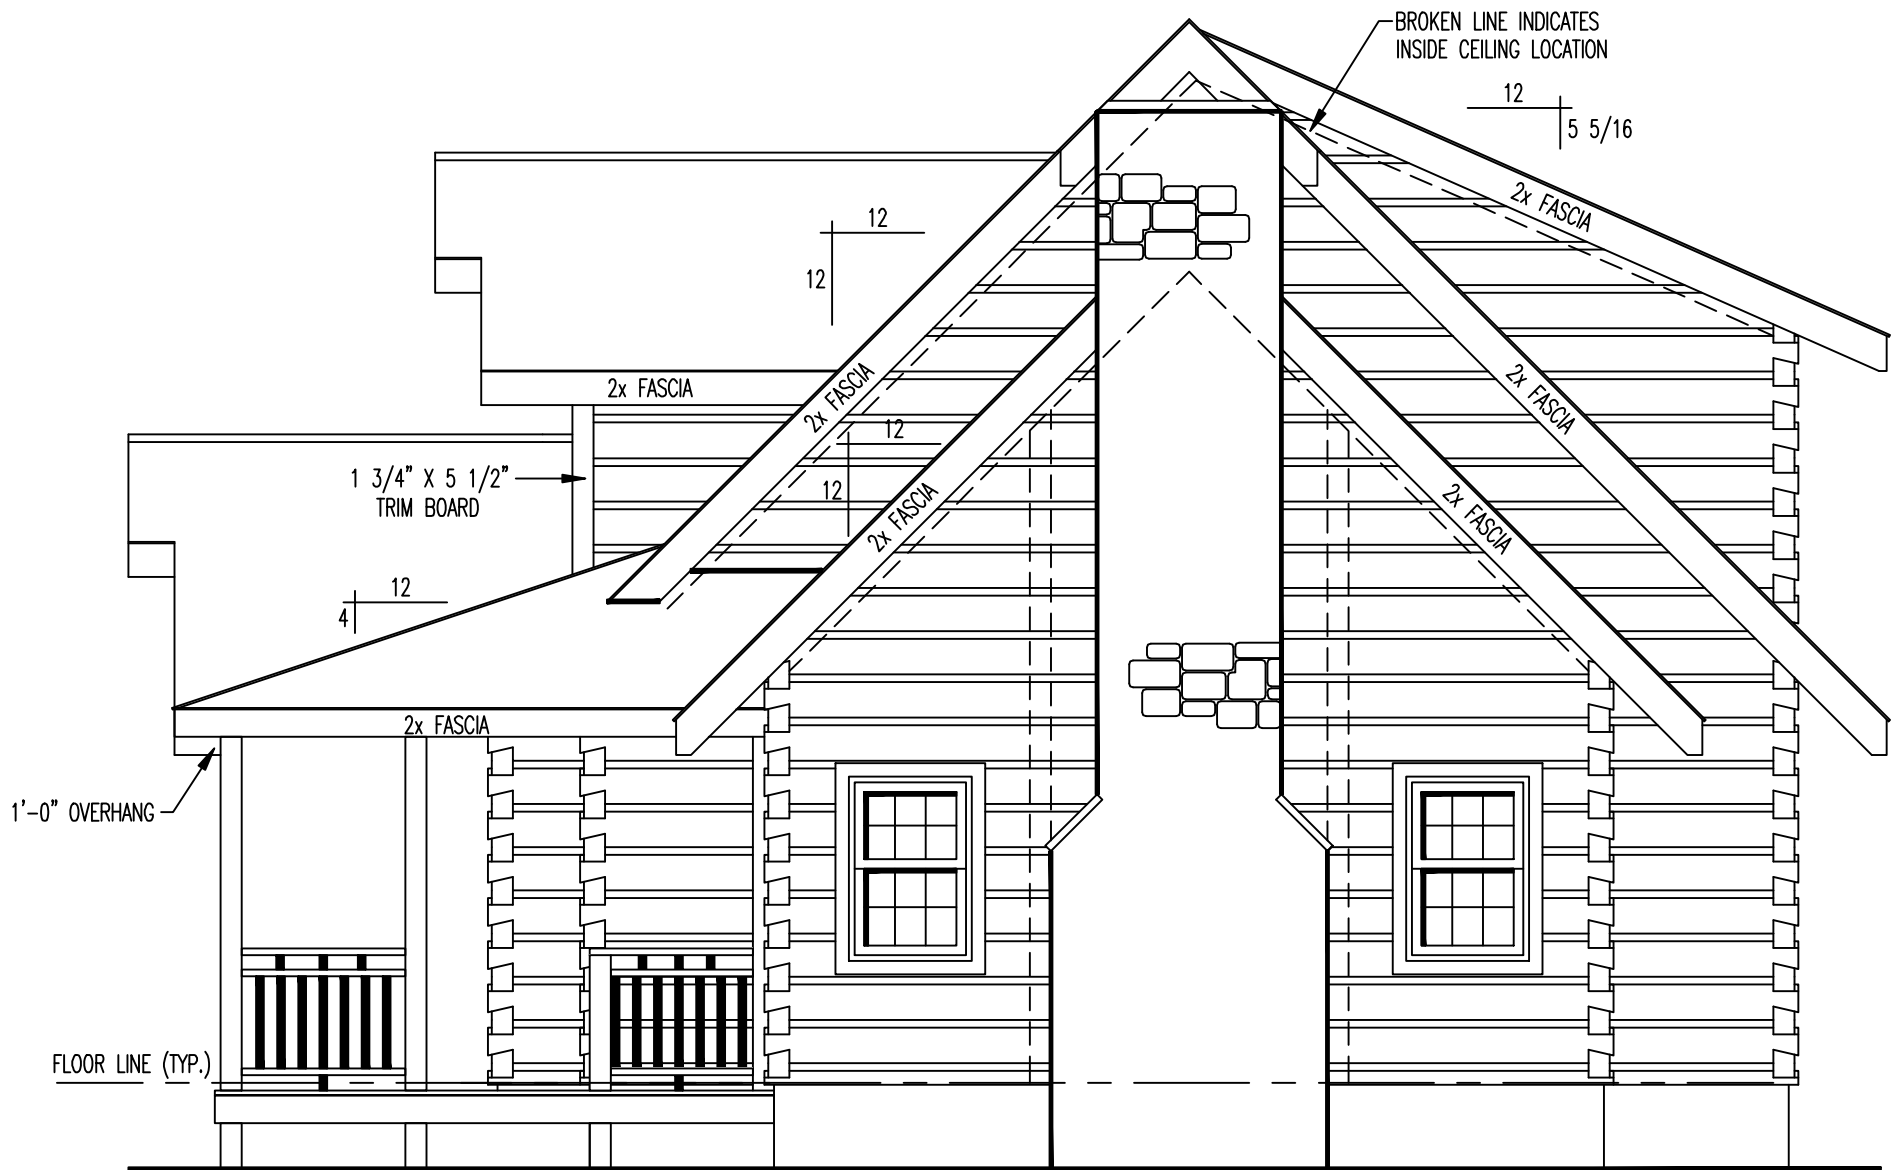 BROKEN LINE INDICATES
INSIDE CEILING LOCATION
12
5 5/16
2x FASCIA
12
12
2x FASCIA
2x FASCIA
2x FASCIA
12
12
1 3/4" X 5 1/2"
TRIM BOARD
2x FASCIA
2x FASCIA
12
4
2x FASCIA
1'-0" OVERHANG
FLOOR LINE (TYP.)